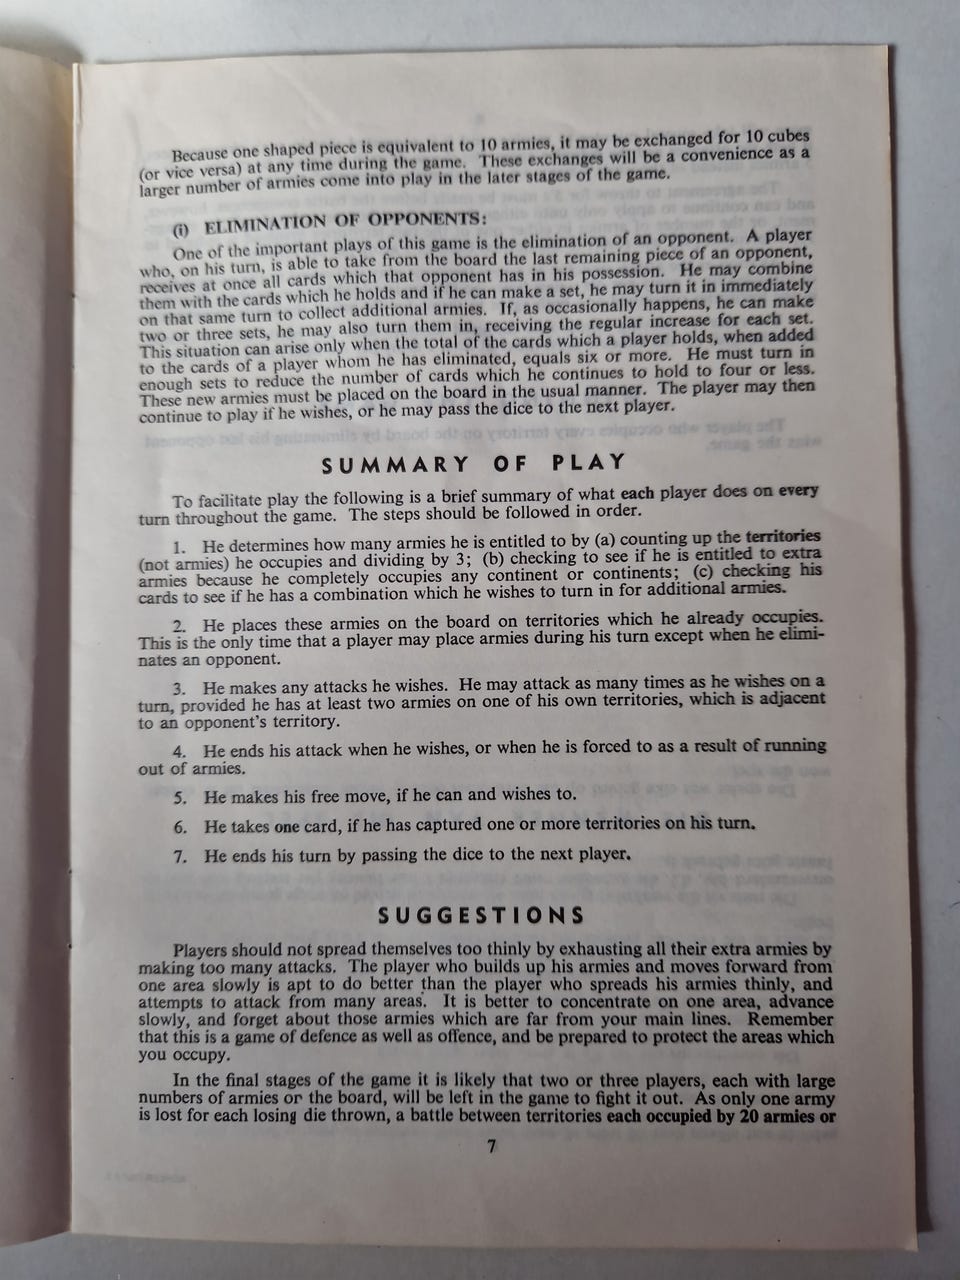 Because one shaped piece is equivalent to 10 armies, it may be exchanged for 10 cubes
(or vice versa) at any time during the game. These exchanges will be a convenience as a
larger number of armies come into play in the later stages of the game.
(i) ELIMINATION OF OPPONENTS:
One of the important plays of this game is the elimination of an opponent. A player
who, on his turn, is able to take from the board the last remaining piece of an opponent,
receives at once all cards which that opponent has in his possession. He may combine
them with the cards which he holds and if he can make a set, he may turn it in immediately
on that same turn to collect additional armies. If, as occasionally happens, he can make
two or three sets, he may also turn them in, receiving the regular increase for each set.
This situation can arise only when the total of the cards which a player holds, when added
to the cards of a player whom he has eliminated, equals six or more. He must turn in
enough sets to reduce the number of cards which he continues to hold to four or less.
These new armies must be placed on the board in the usual manner. The player may then
continue to play if he wishes, or he may pass the dice to the next player.
SUMMARY OF PLAY
To facilitate play the following is a brief summary of what each player does on every
turn throughout the game. The steps should be followed in order.
1. He determines how many armies he is entitled to by (a) counting up the territories
(not armies) he occupies and dividing by 3; (b) checking to see if he is entitled to extra
armies because he completely occupies any continent or continents; (c) checking his
cards to see if he has a combination which he wishes to turn in for additional armies.
2. He places these armies on the board on territories which he already occupies.
This is the only time that a player may place armies during his turn except when he elimi-
nates an opponent.
3. He makes any attacks he wishes. He may attack as many times as he wishes on a
turn, provided he has at least two armies on one of his own territories, which is adjacent
to an opponent's territory.
4. He ends his attack when he wishes, or when he is forced to as a result of running
out of armies.
5. He makes his free move, if he can and wishes to.
6. He takes one card, if he has captured one or more territories on his turn.
7. He ends his turn by passing the dice to the next player.
SUGGESTIONS
Players should not spread themselves too thinly by exhausting all their extra armies by
making too many attacks. The player who builds up his armies and moves forward from
one area slowly is apt to do better than the player who spreads his armies thinly, and
attempts to attack from many areas. It is better to concentrate on one area, advance
slowly, and forget about those armies which are far from your main lines. Remember
that this is a game of defence as well as offence, and be prepared to protect the areas which
you occupy.
In the final stages of the game it is likely that two or three players, each with large
numbers of armies or the board, will be left in the game to fight it out. As only one army
is lost for each losing die thrown, a battle between territories each occupied by 20 armies or
7